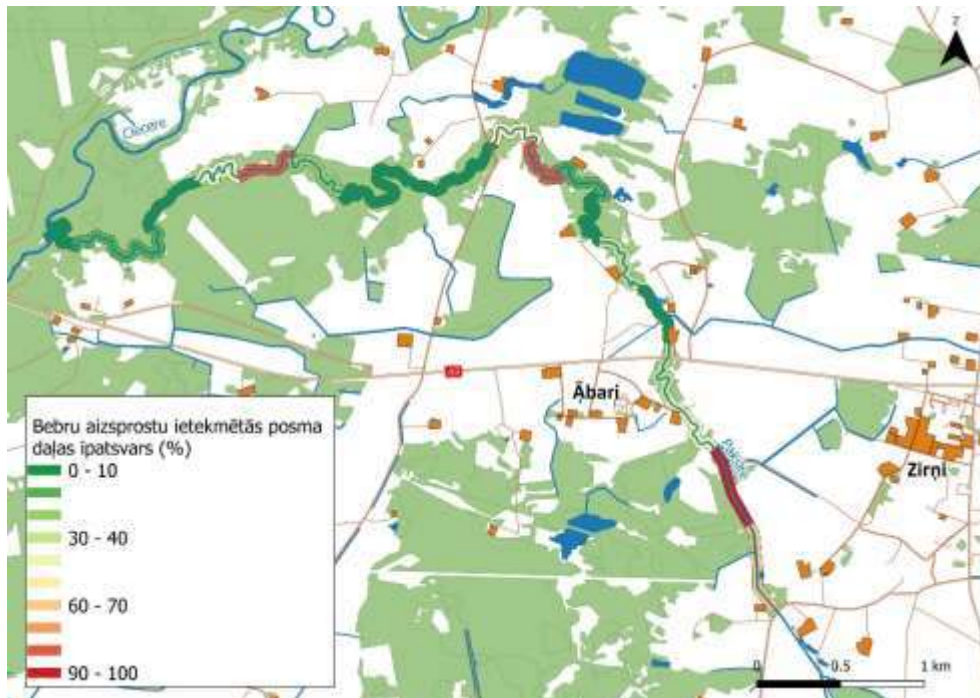 Z
Ciecere
Ābari
Zirņi
Bebru aizsprostu ietekmētās posma
daļas īpatsvars (%)
0 - 10
30 - 40
60 - 70
90 - 100
0 0.5 1 km